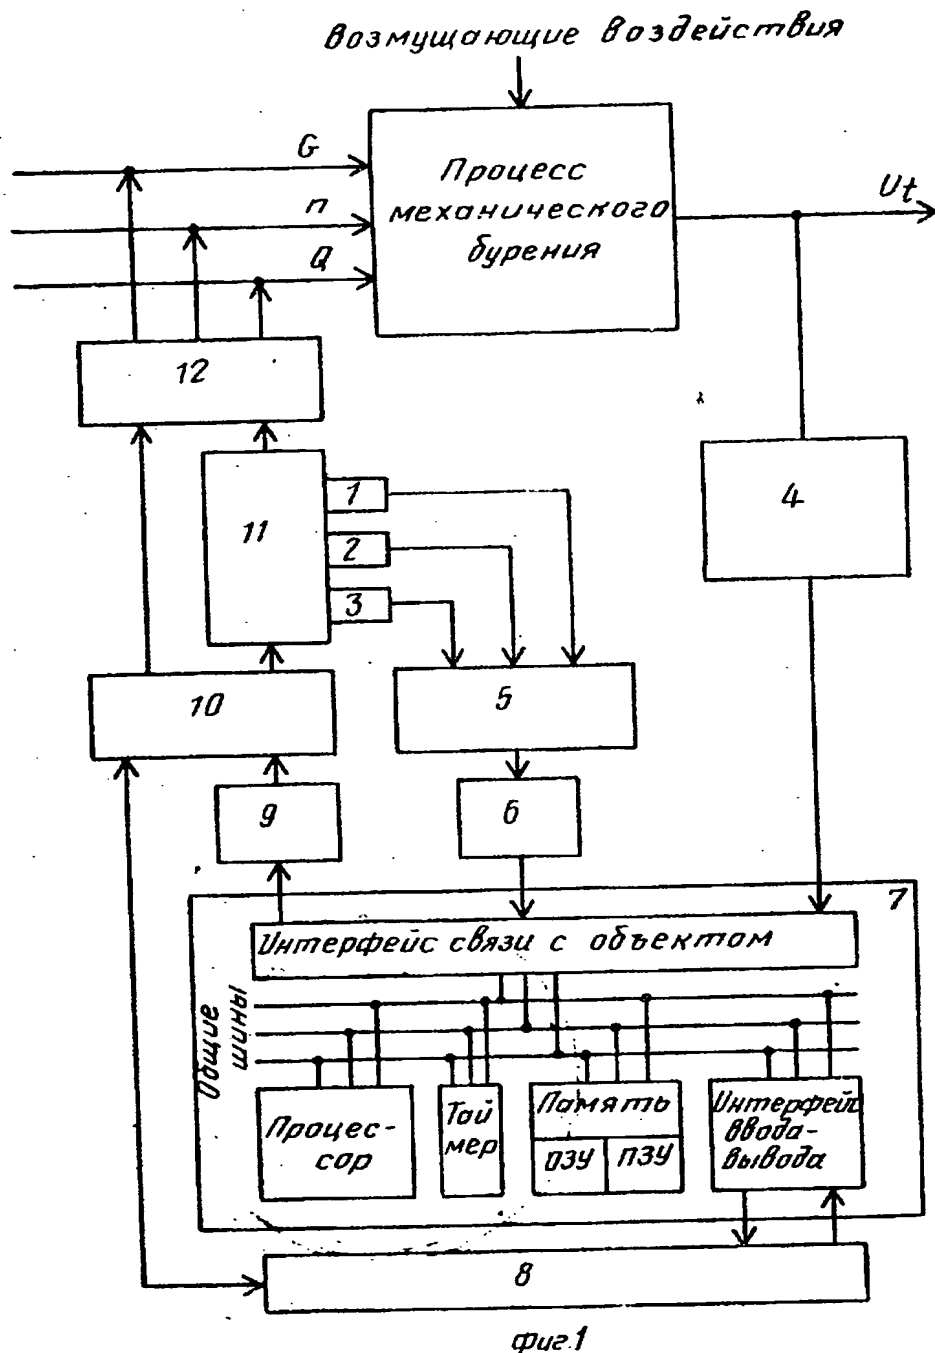 Возмущающие воздействия
G
n
Q
Процесс
механического
бурения
Ut
12
4
11
1
2
3
5
10
9
6
7
Интерфейс связи с объектом
Общие
шины
Процес-
сор
Тай
мер
Память
ОЗУ
ПЗУ
Интерфейс
ввода-
вывода
8
фиг.1